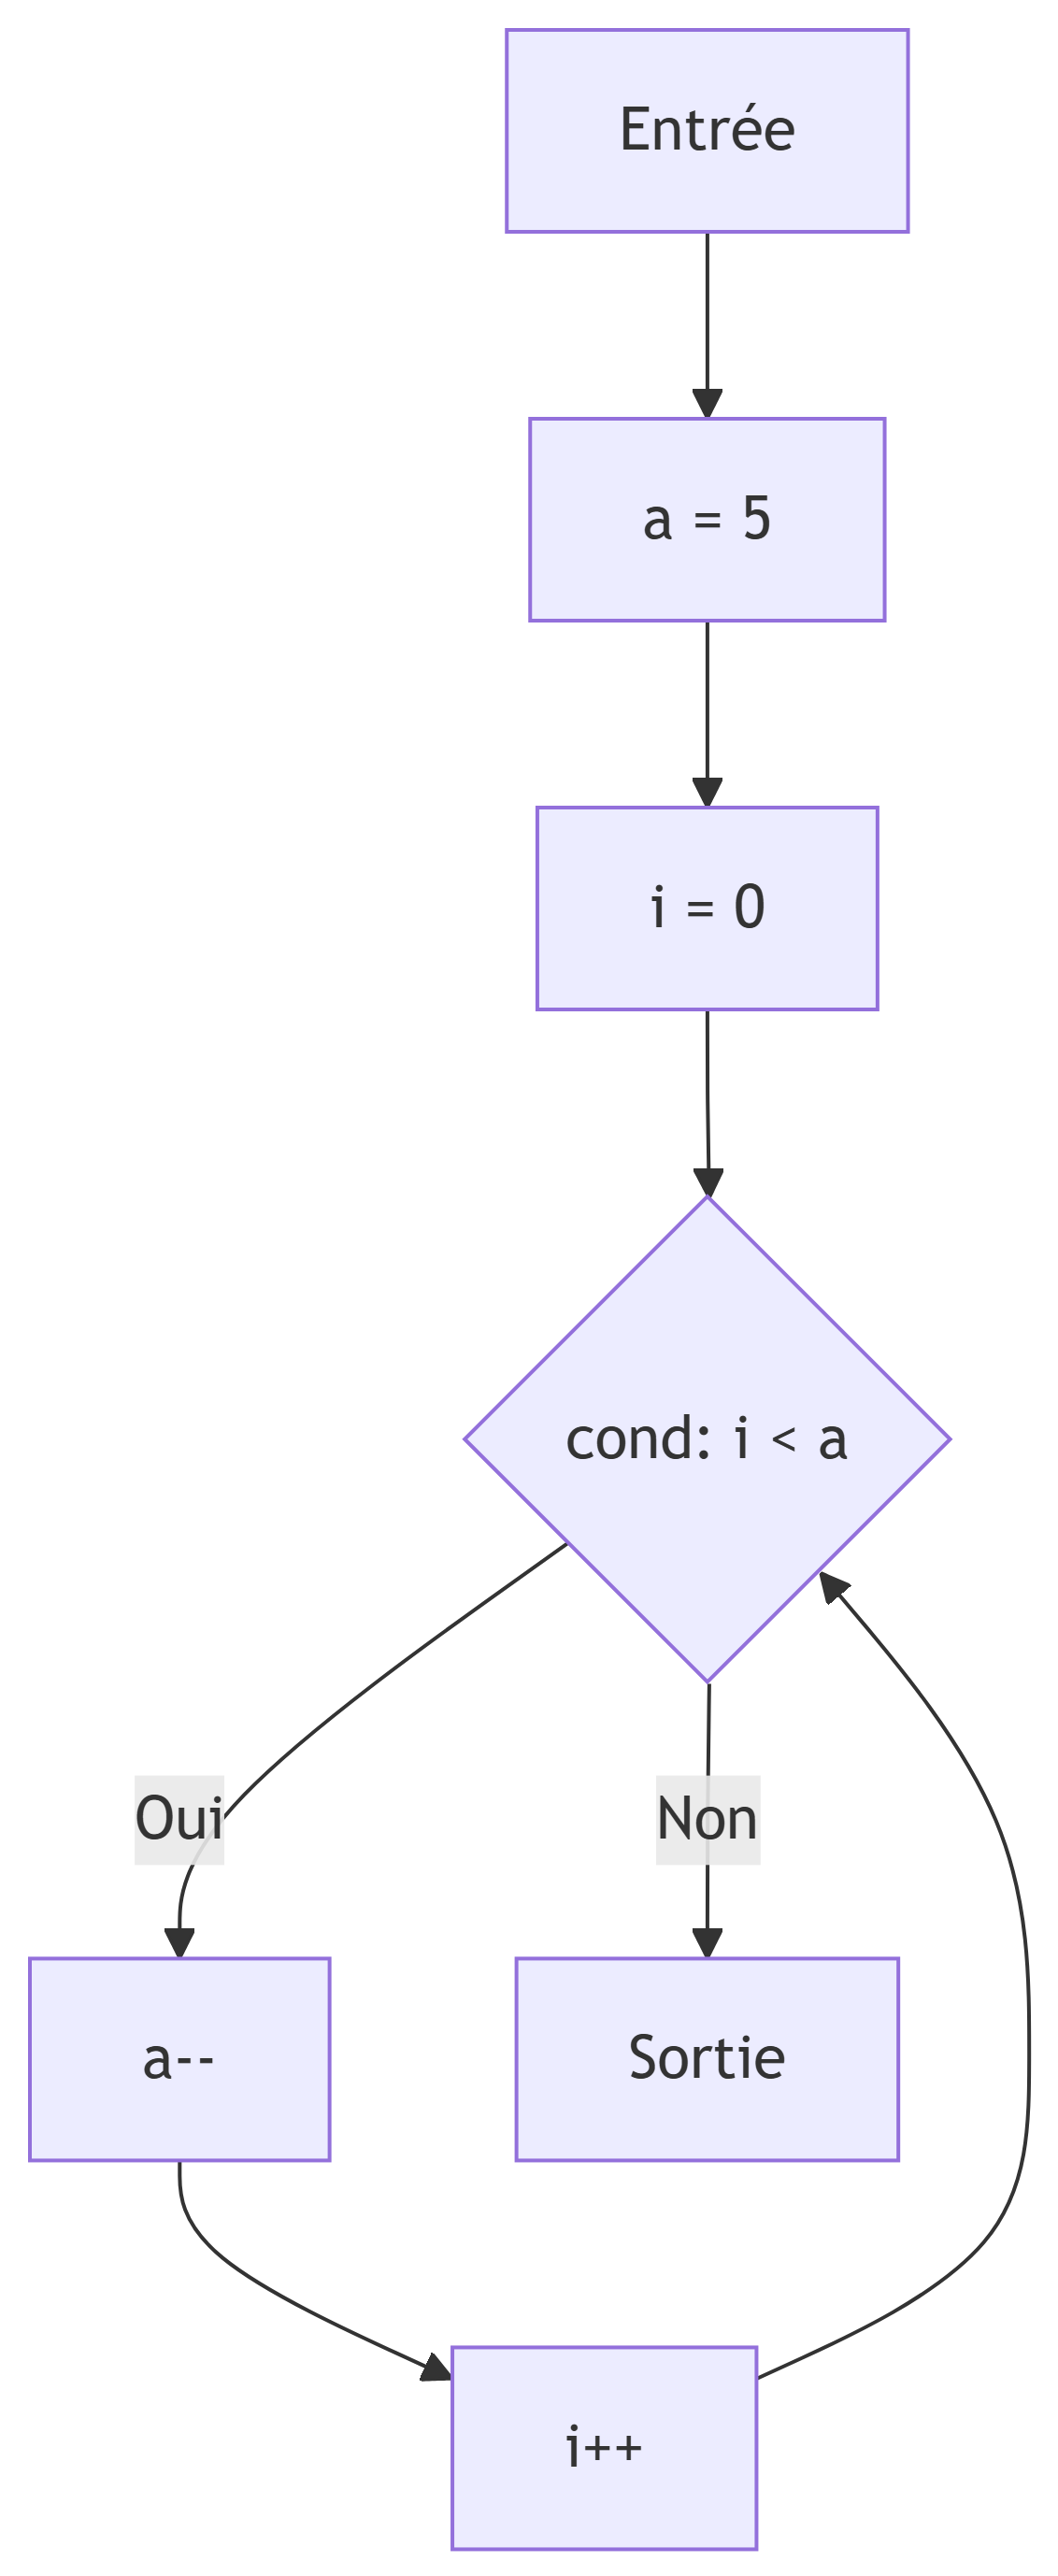 Entrée
a = 5
i = 0
cond: i < a
Oui
Non
a--
Sortie
i++